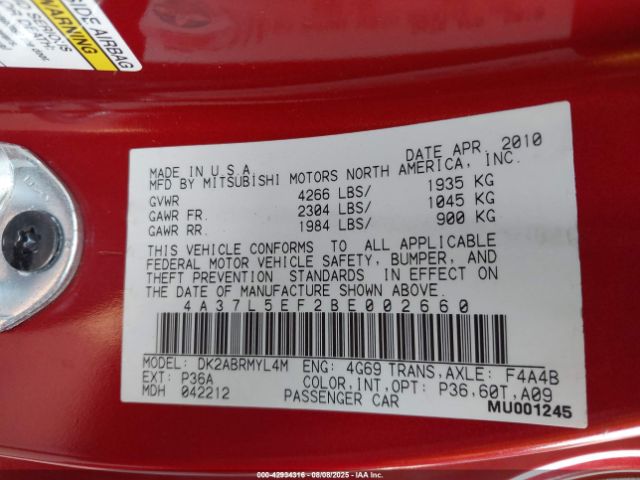 SIDE AIRBAG
DATE APR. 2010
MADE IN U.S.A.
MFD BY MITSUBISHI MOTORS NORTH AMERICA, INC.
GVWR 4266 LBS/ 1935 KG
GAWR FR. 2304 LBS/ 1045 KG
GAWR RR. 1984 LBS/ 900 KG
THIS VEHICLE CONFORMS TO ALL APPLICABLE
FEDERAL MOTOR VEHICLE SAFETY, BUMPER, AND
THEFT PREVENTION STANDARDS IN EFFECT ON
THE DATE OF MANUFACTURE SHOWN ABOVE.
4A37L5EF2BE002660
MODEL: DK2ABRMYL4M ENG: 4G69 TRANS,AXLE: F4A4B
EXT: P36A COLOR,INT,OPT: P36,60T,A09
MDH 042212 PASSENGER CAR
MU001245
000-42934316 - 08/08/2025 - iaai.com